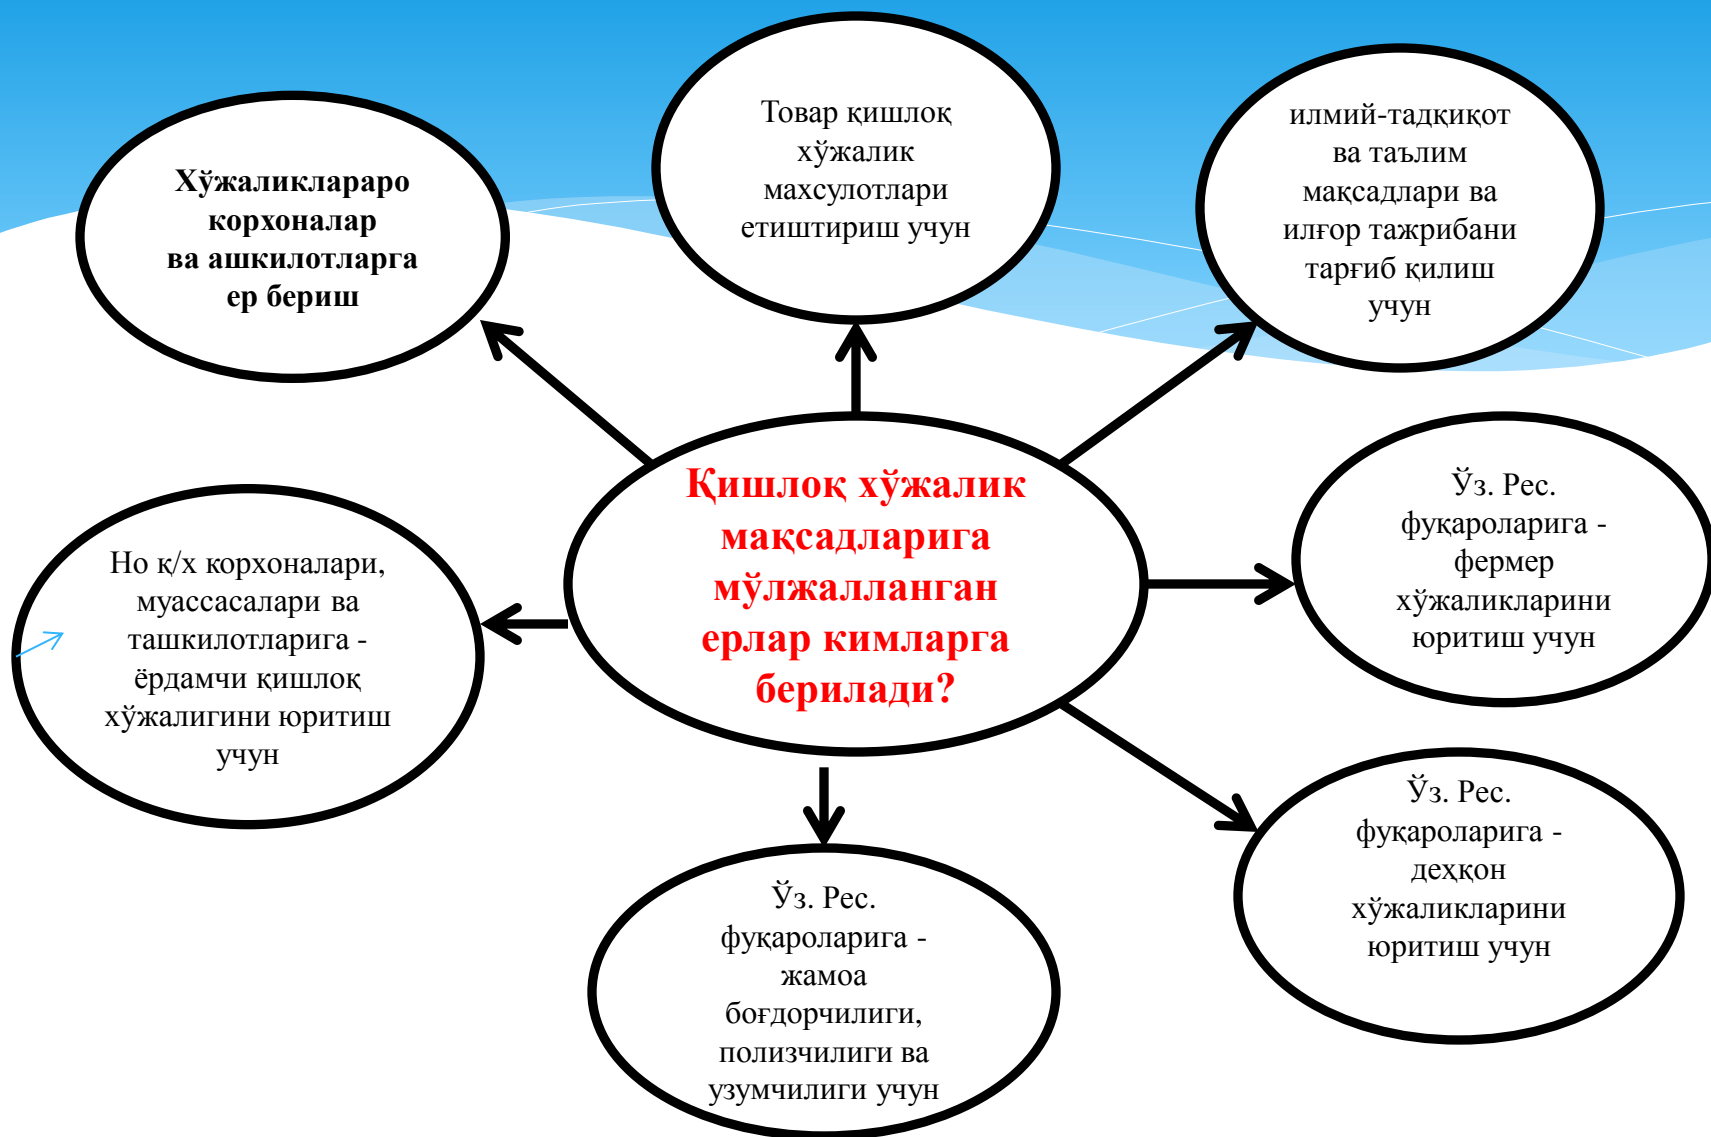 Хўжаликлараро
корхоналар
ва ашкилотларга
ер бериш
Товар қишлоқ
хўжалик
махсулотлари
етиштириш учун
илмий-тадқиқот
ва таълим
мақсадлари ва
илғор тажрибани
тарғиб қилиш
учун
Қишлоқ хўжалик
мақсадларига
мўлжалланган
ерлар кимларга
берилади?
Ўз. Рес.
фуқароларига -
фермер
хўжаликларини
юритиш учун
Но қ/х корхоналари,
муассасалари ва
ташкилотларига -
ёрдамчи қишлоқ
хўжалигини юритиш
учун
Ўз. Рес.
фуқароларига -
деҳқон
хўжаликларини
юритиш учун
Ўз. Рес.
фуқароларига -
жамоа
боғдорчилиги,
полизчилиги ва
узумчилиги учун